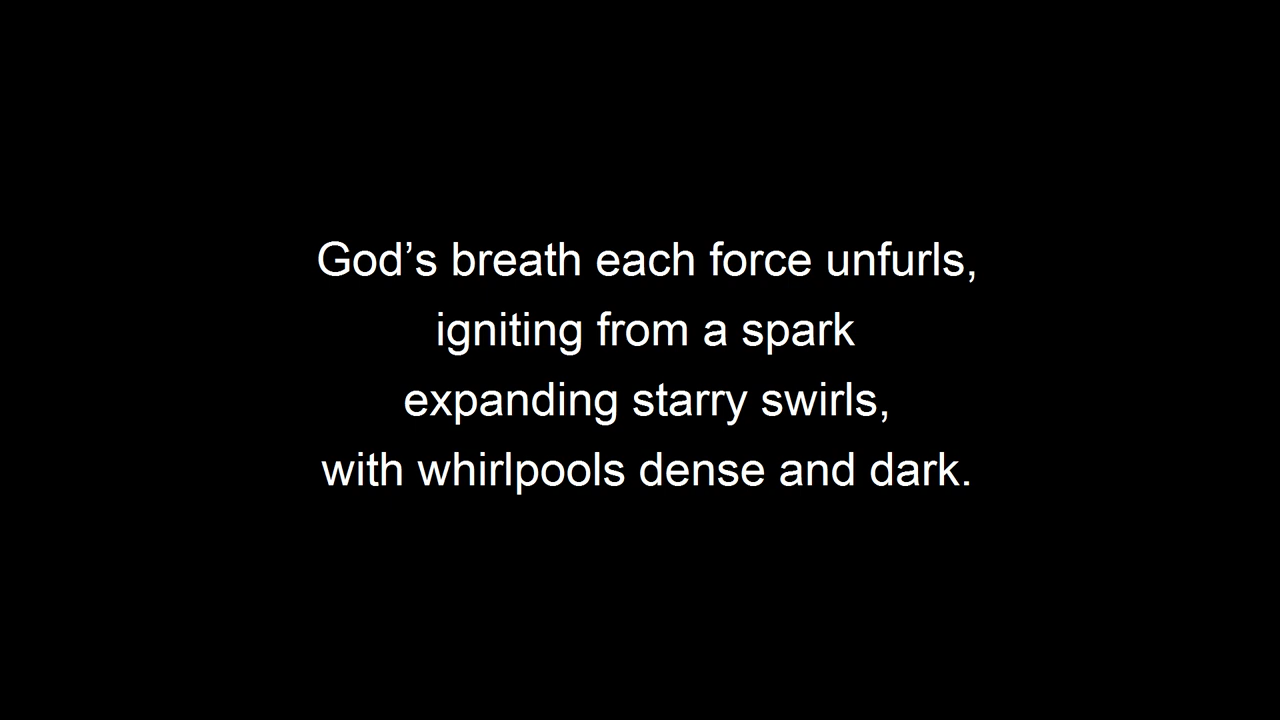 God’s breath each force unfurls,
igniting from a spark
expanding starry swirls,
with whirlpools dense and dark.